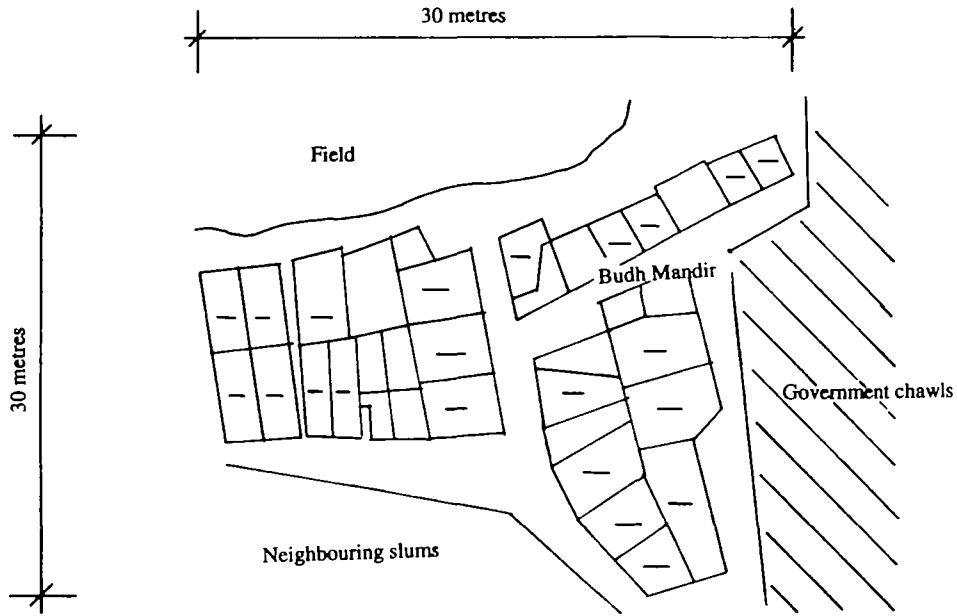 30 metres
Field
30 metres
Budh Mandir
Government chawls
Neighbouring slums